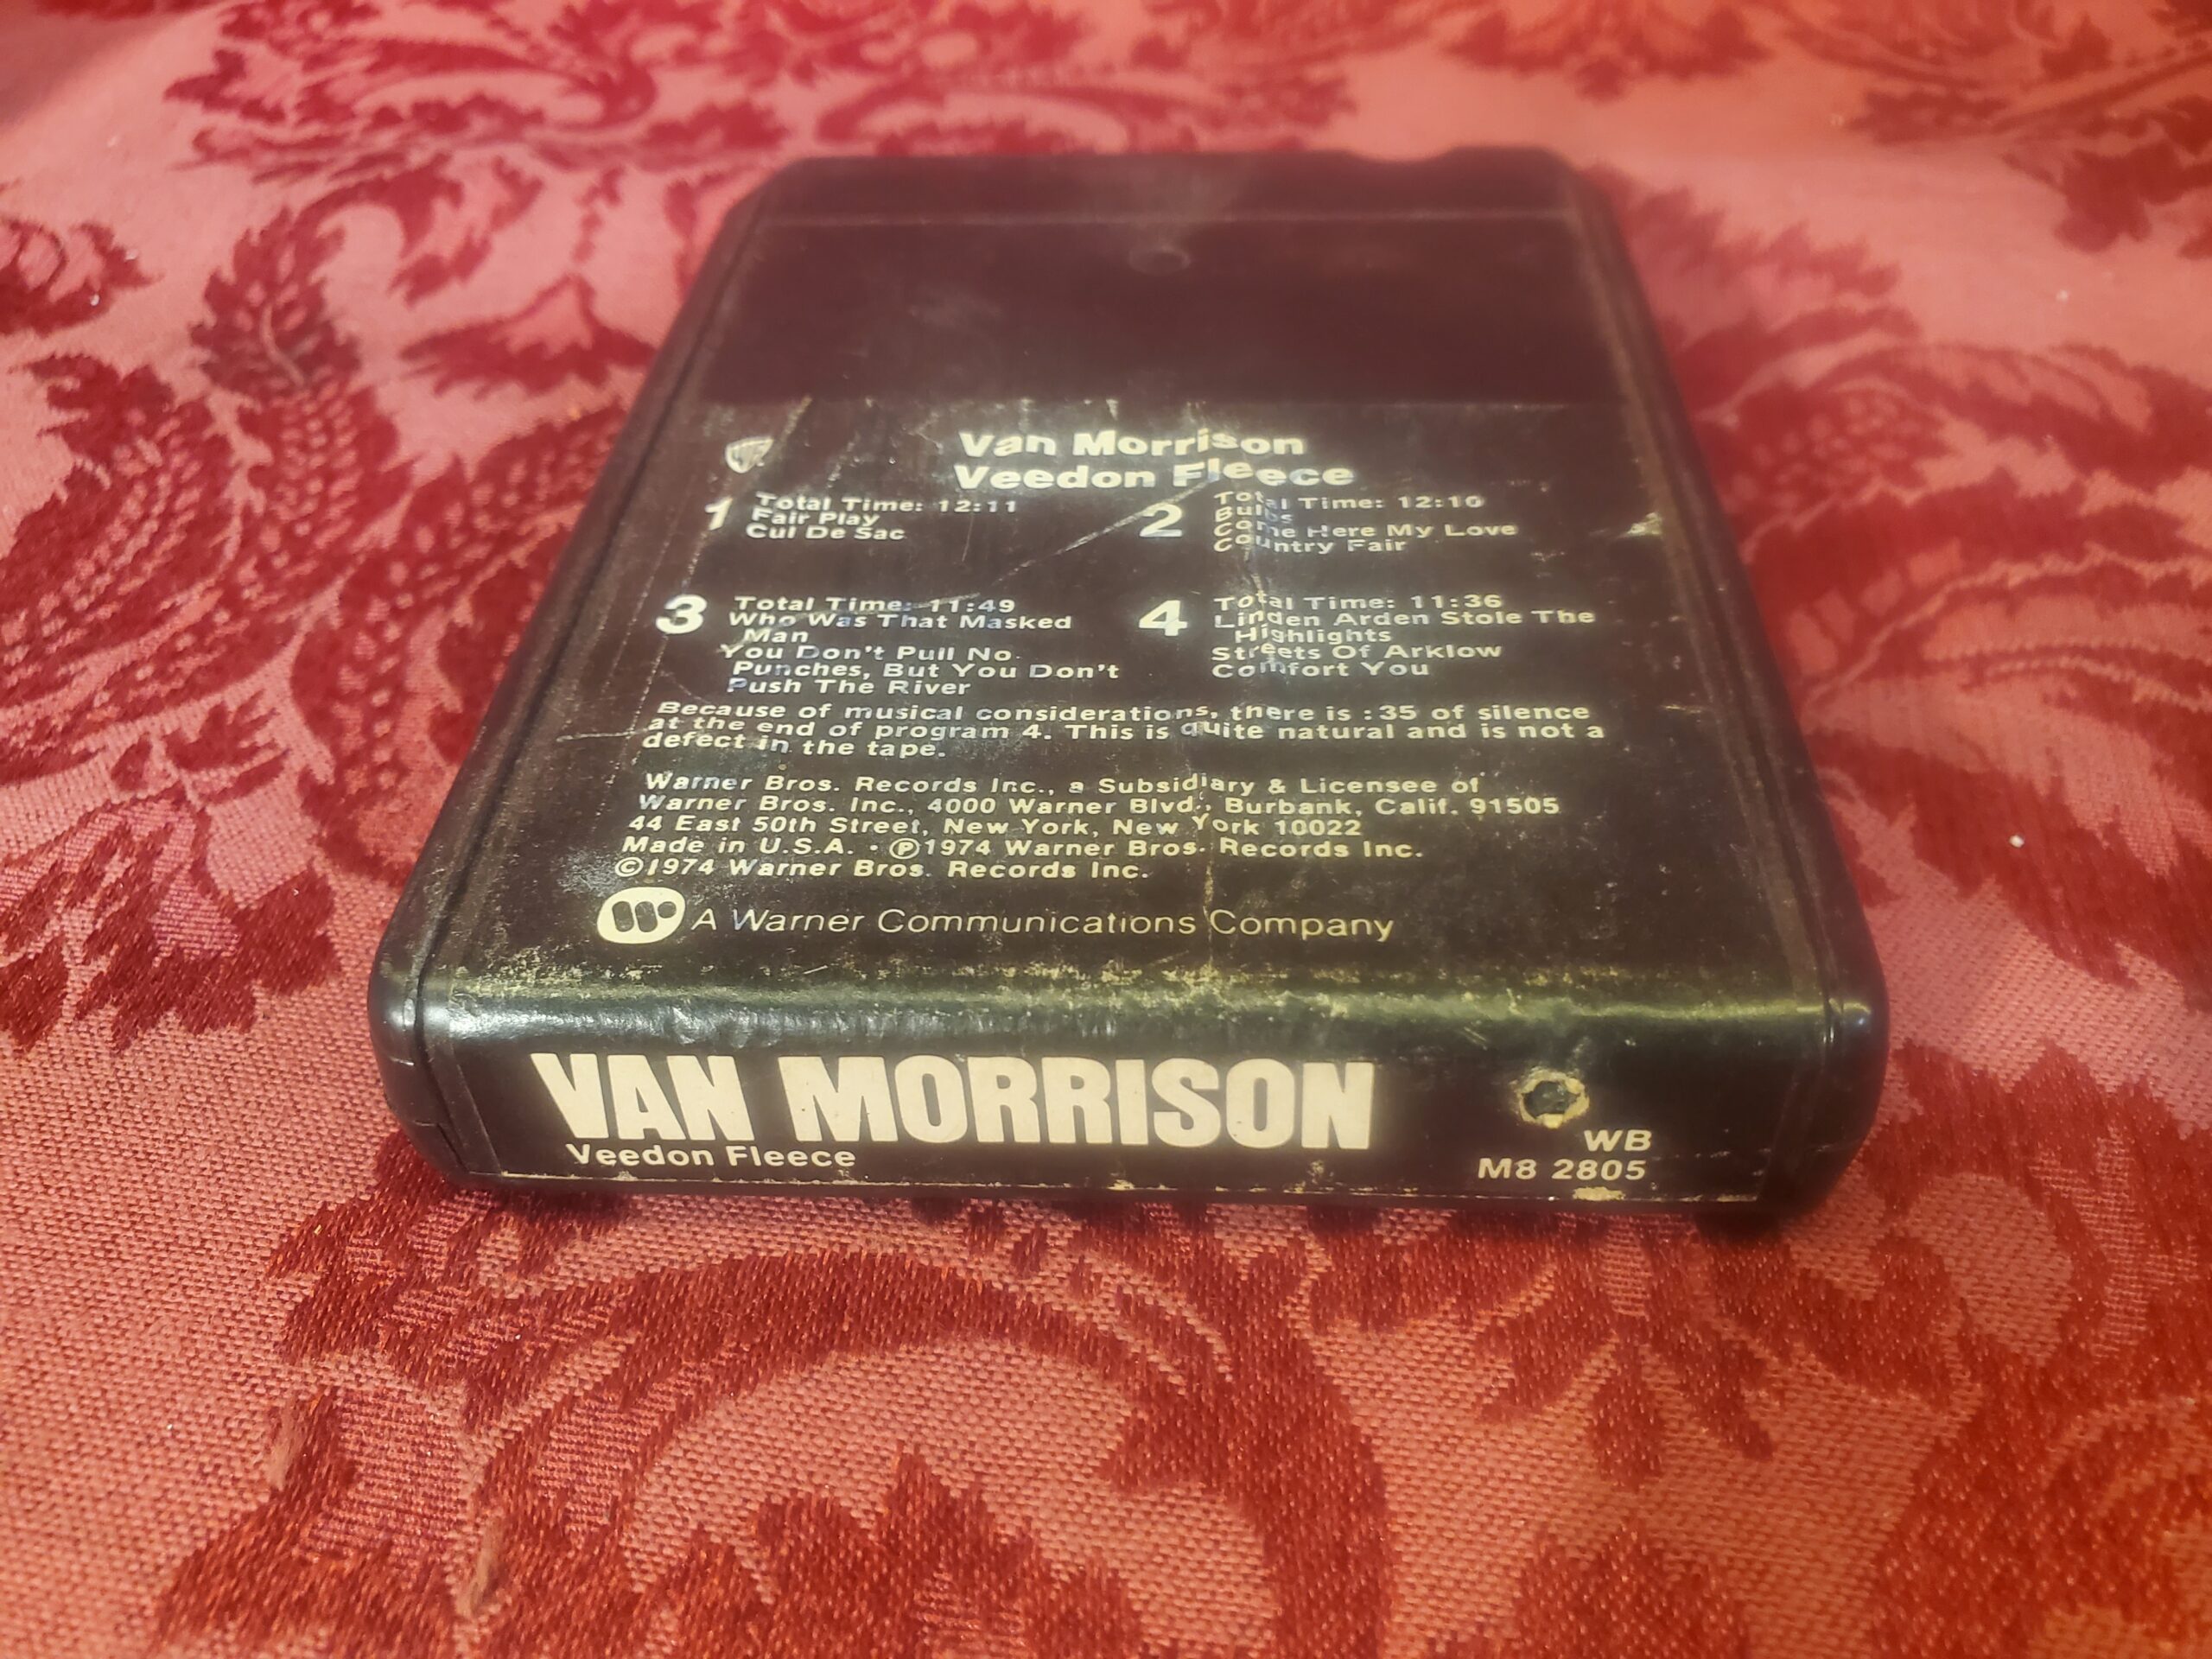 Van Morrison
Veedon Fleece
1 Total Time: 12:11
Fair Play
Cul De Sac
2 Total Time: 12:10
Bulbs
Come Here My Love
Country Fair
3 Total Time: 11:49
Who Was That Masked
Man
You Don't Pull No
Punches, But You Don't
Push The River
4 Total Time: 11:36
Linden Arden Stole The
Highlights
Streets Of Arklow
Comfort You
Because of musical considerations, there is :35 of silence
at the end of program 4. This is quite natural and is not a
defect in the tape.
Warner Bros. Records Inc., a Subsidiary & Licensee of
Warner Bros. Inc., 4000 Warner Blvd., Burbank, Calif. 91505
44 East 50th Street, New York, New York 10022
Made in U.S.A. • ℗1974 Warner Bros. Records Inc.
©1974 Warner Bros. Records Inc.
A Warner Communications Company
VAN MORRISON
Veedon Fleece
WB
M8 2805